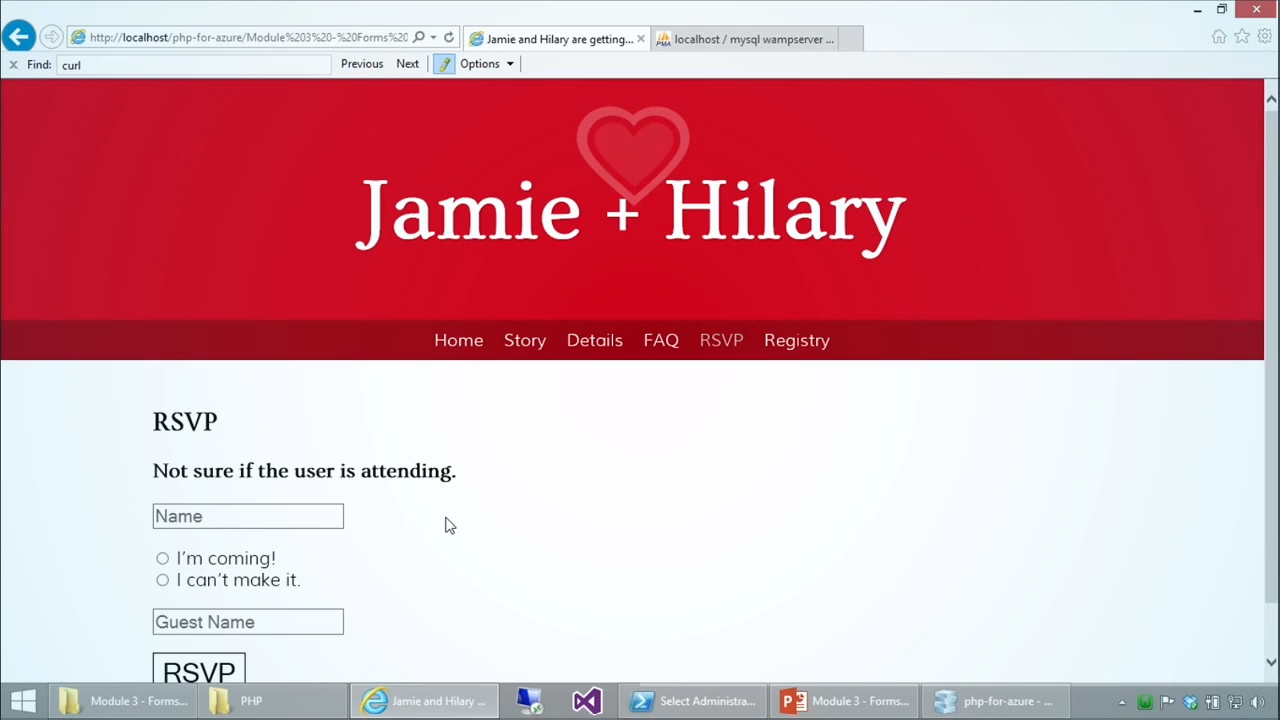 http://localhost/php-for-azure/Module%203%20-%20Forms%20
Jamie and Hilary are getting...
localhost / mysql wampserver ...
Find: curl Previous Next Options
Jamie + Hilary
Home Story Details FAQ RSVP Registry
RSVP
Not sure if the user is attending.
Name
I'm coming!
I can't make it.
Guest Name
RSVP
Module 3 - Forms... PHP Jamie and Hilary ... Select Administra... Module 3 - Forms... php-for-azure - ...